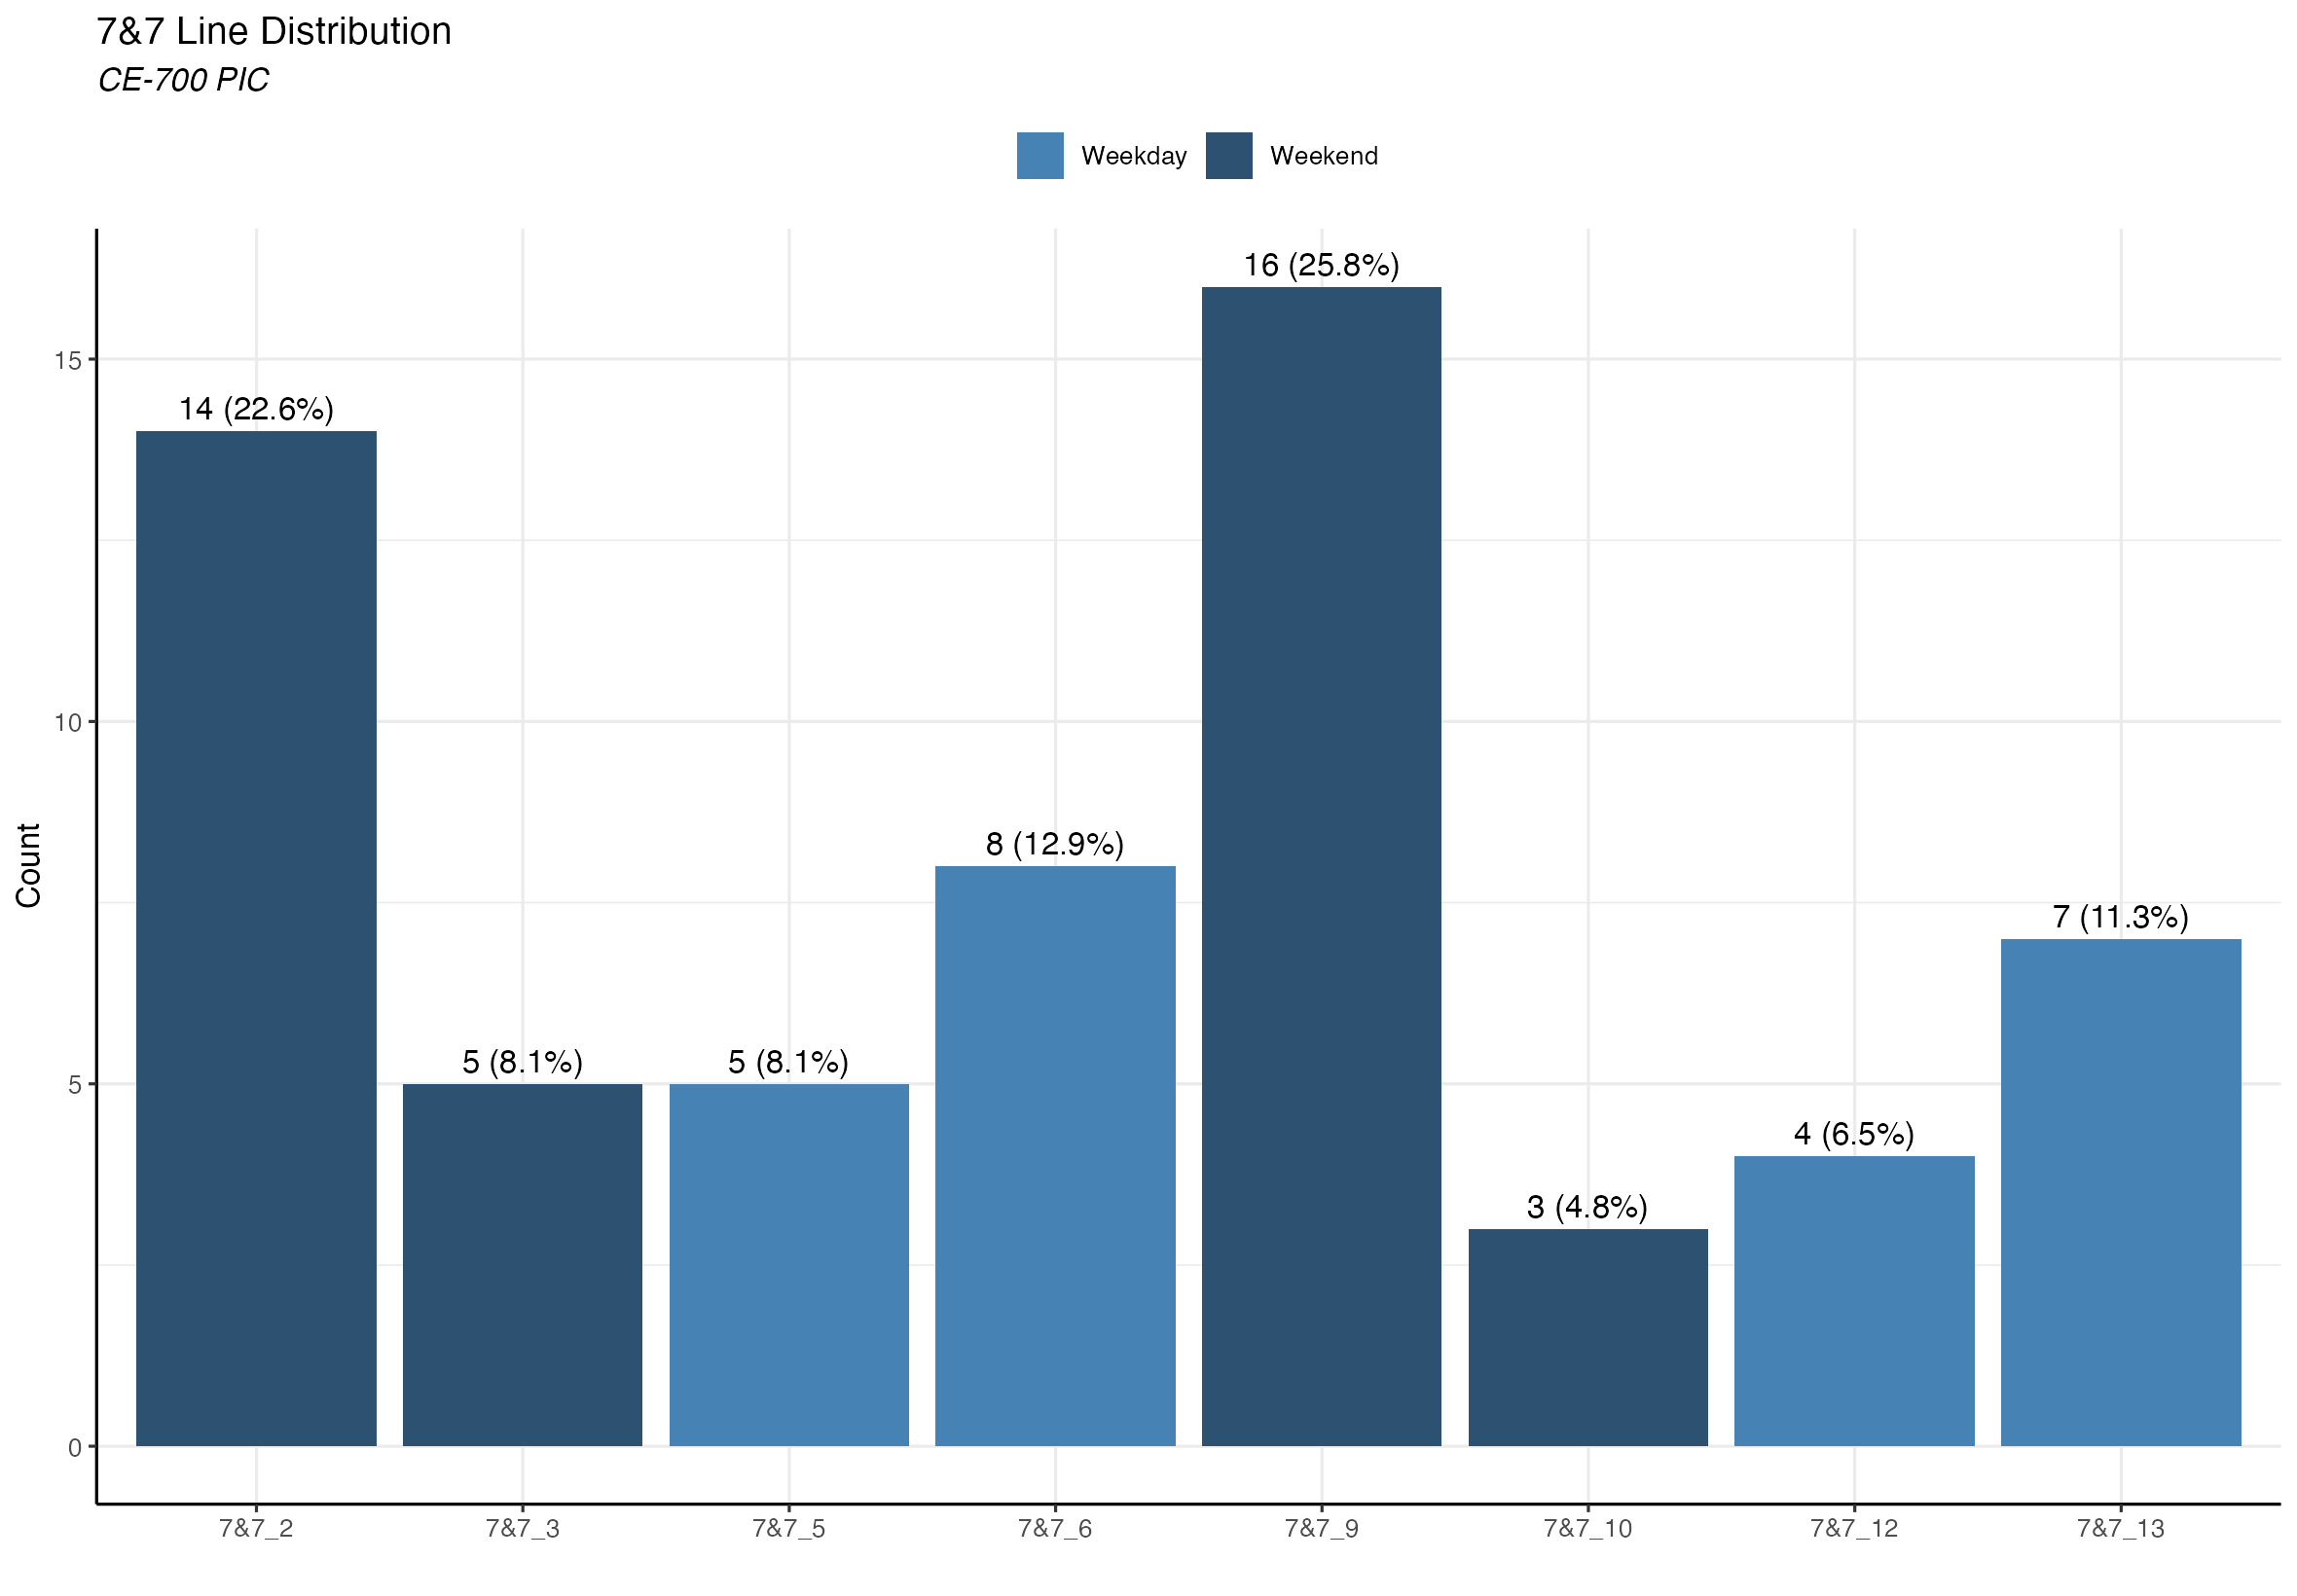 7&7 Line Distribution
CE-700 PIC
Weekday Weekend
16 (25.8%)
15
14 (22.6%)
10
Count
8 (12.9%)
7 (11.3%)
5 (8.1%) 5 (8.1%)
5
4 (6.5%)
3 (4.8%)
0
7&7_2 7&7_3 7&7_5 7&7_6 7&7_9 7&7_10 7&7_12 7&7_13